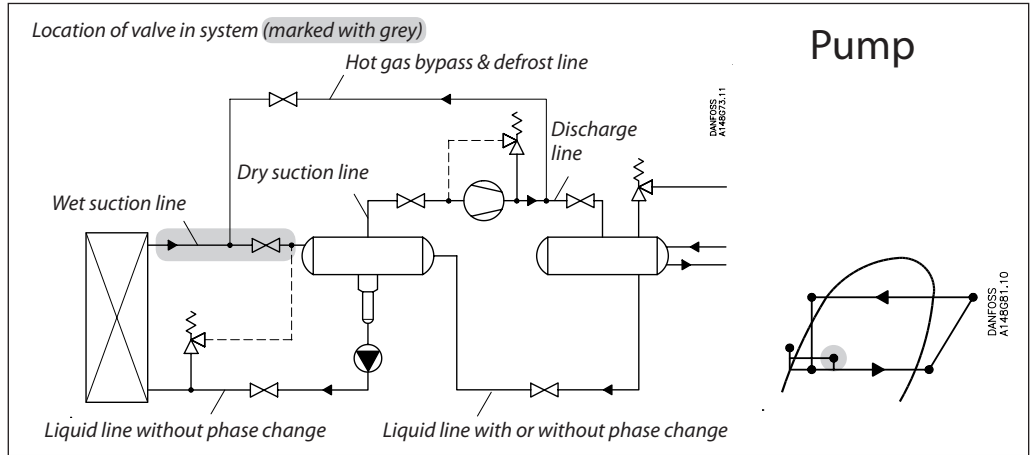 Location of valve in system (marked with grey)
Pump
Hot gas bypass & defrost line
DANFOSS
A148G73.11
Discharge
line
Dry suction line
Wet suction line
DANFOSS
A148G81.10
Liquid line without phase change
Liquid line with or without phase change